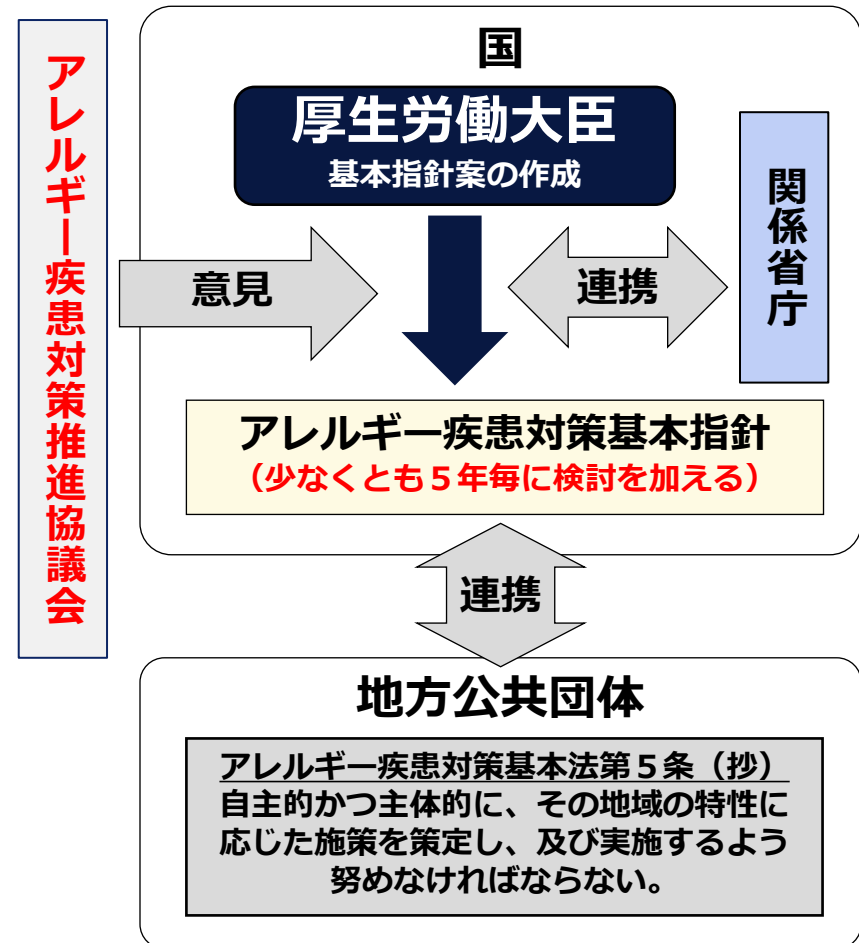 アレルギー疾患対策推進協議会
国
厚生労働大臣
基本指針案の作成
関係省庁
意見
連携
アレルギー疾患対策基本指針
（少なくとも５年毎に検討を加える）
連携
地方公共団体
アレルギー疾患対策基本法第５条（抄）
自主的かつ主体的に、その地域の特性に
応じた施策を策定し、及び実施するよう
努めなければならない。